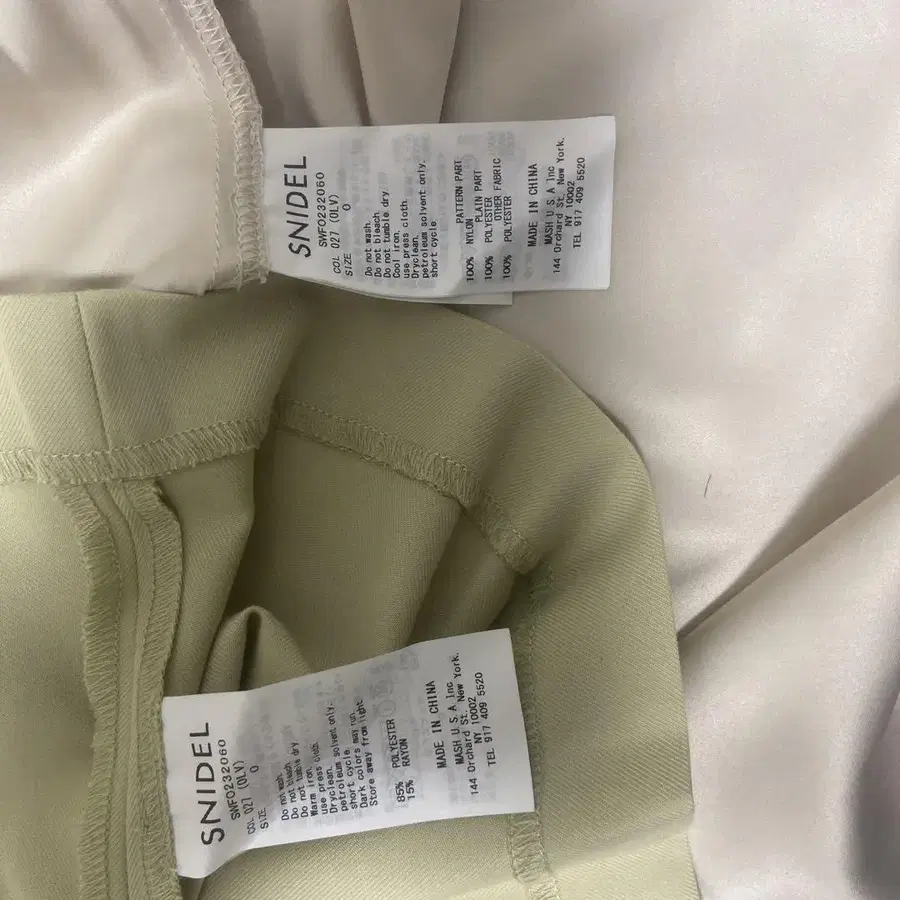 SNIDEL
SWFO232060
COL 027 (OLV)
SIZE 0
Do not wash.
Do not bleach.
Do not tumble dry.
Cool iron.
use press cloth.
Dryclean.
petroleum solvent only.
short cycle
PATTERN PART
100% NYLON
PLAIN PART
100% POLYESTER
OTHER FABRIC
100% POLYESTER
MADE IN CHINA
MASH U S A Inc
144 Orchard St. New York.
NY 10002
TEL 917 409 5520
SNIDEL
SWFO232060
COL 027 (OLV)
SIZE 0
Do not wash.
Do not bleach.
Do not tumble dry
Warm iron.
use press cloth.
Dryclean.
petroleum solvent only.
short cycle.
Dark colors may run.
Store away from light.
85% POLYESTER
15% RAYON
MADE IN CHINA
MASH U S A Inc
144 Orchard St. New York.
NY 10002
TEL 917 409 5520